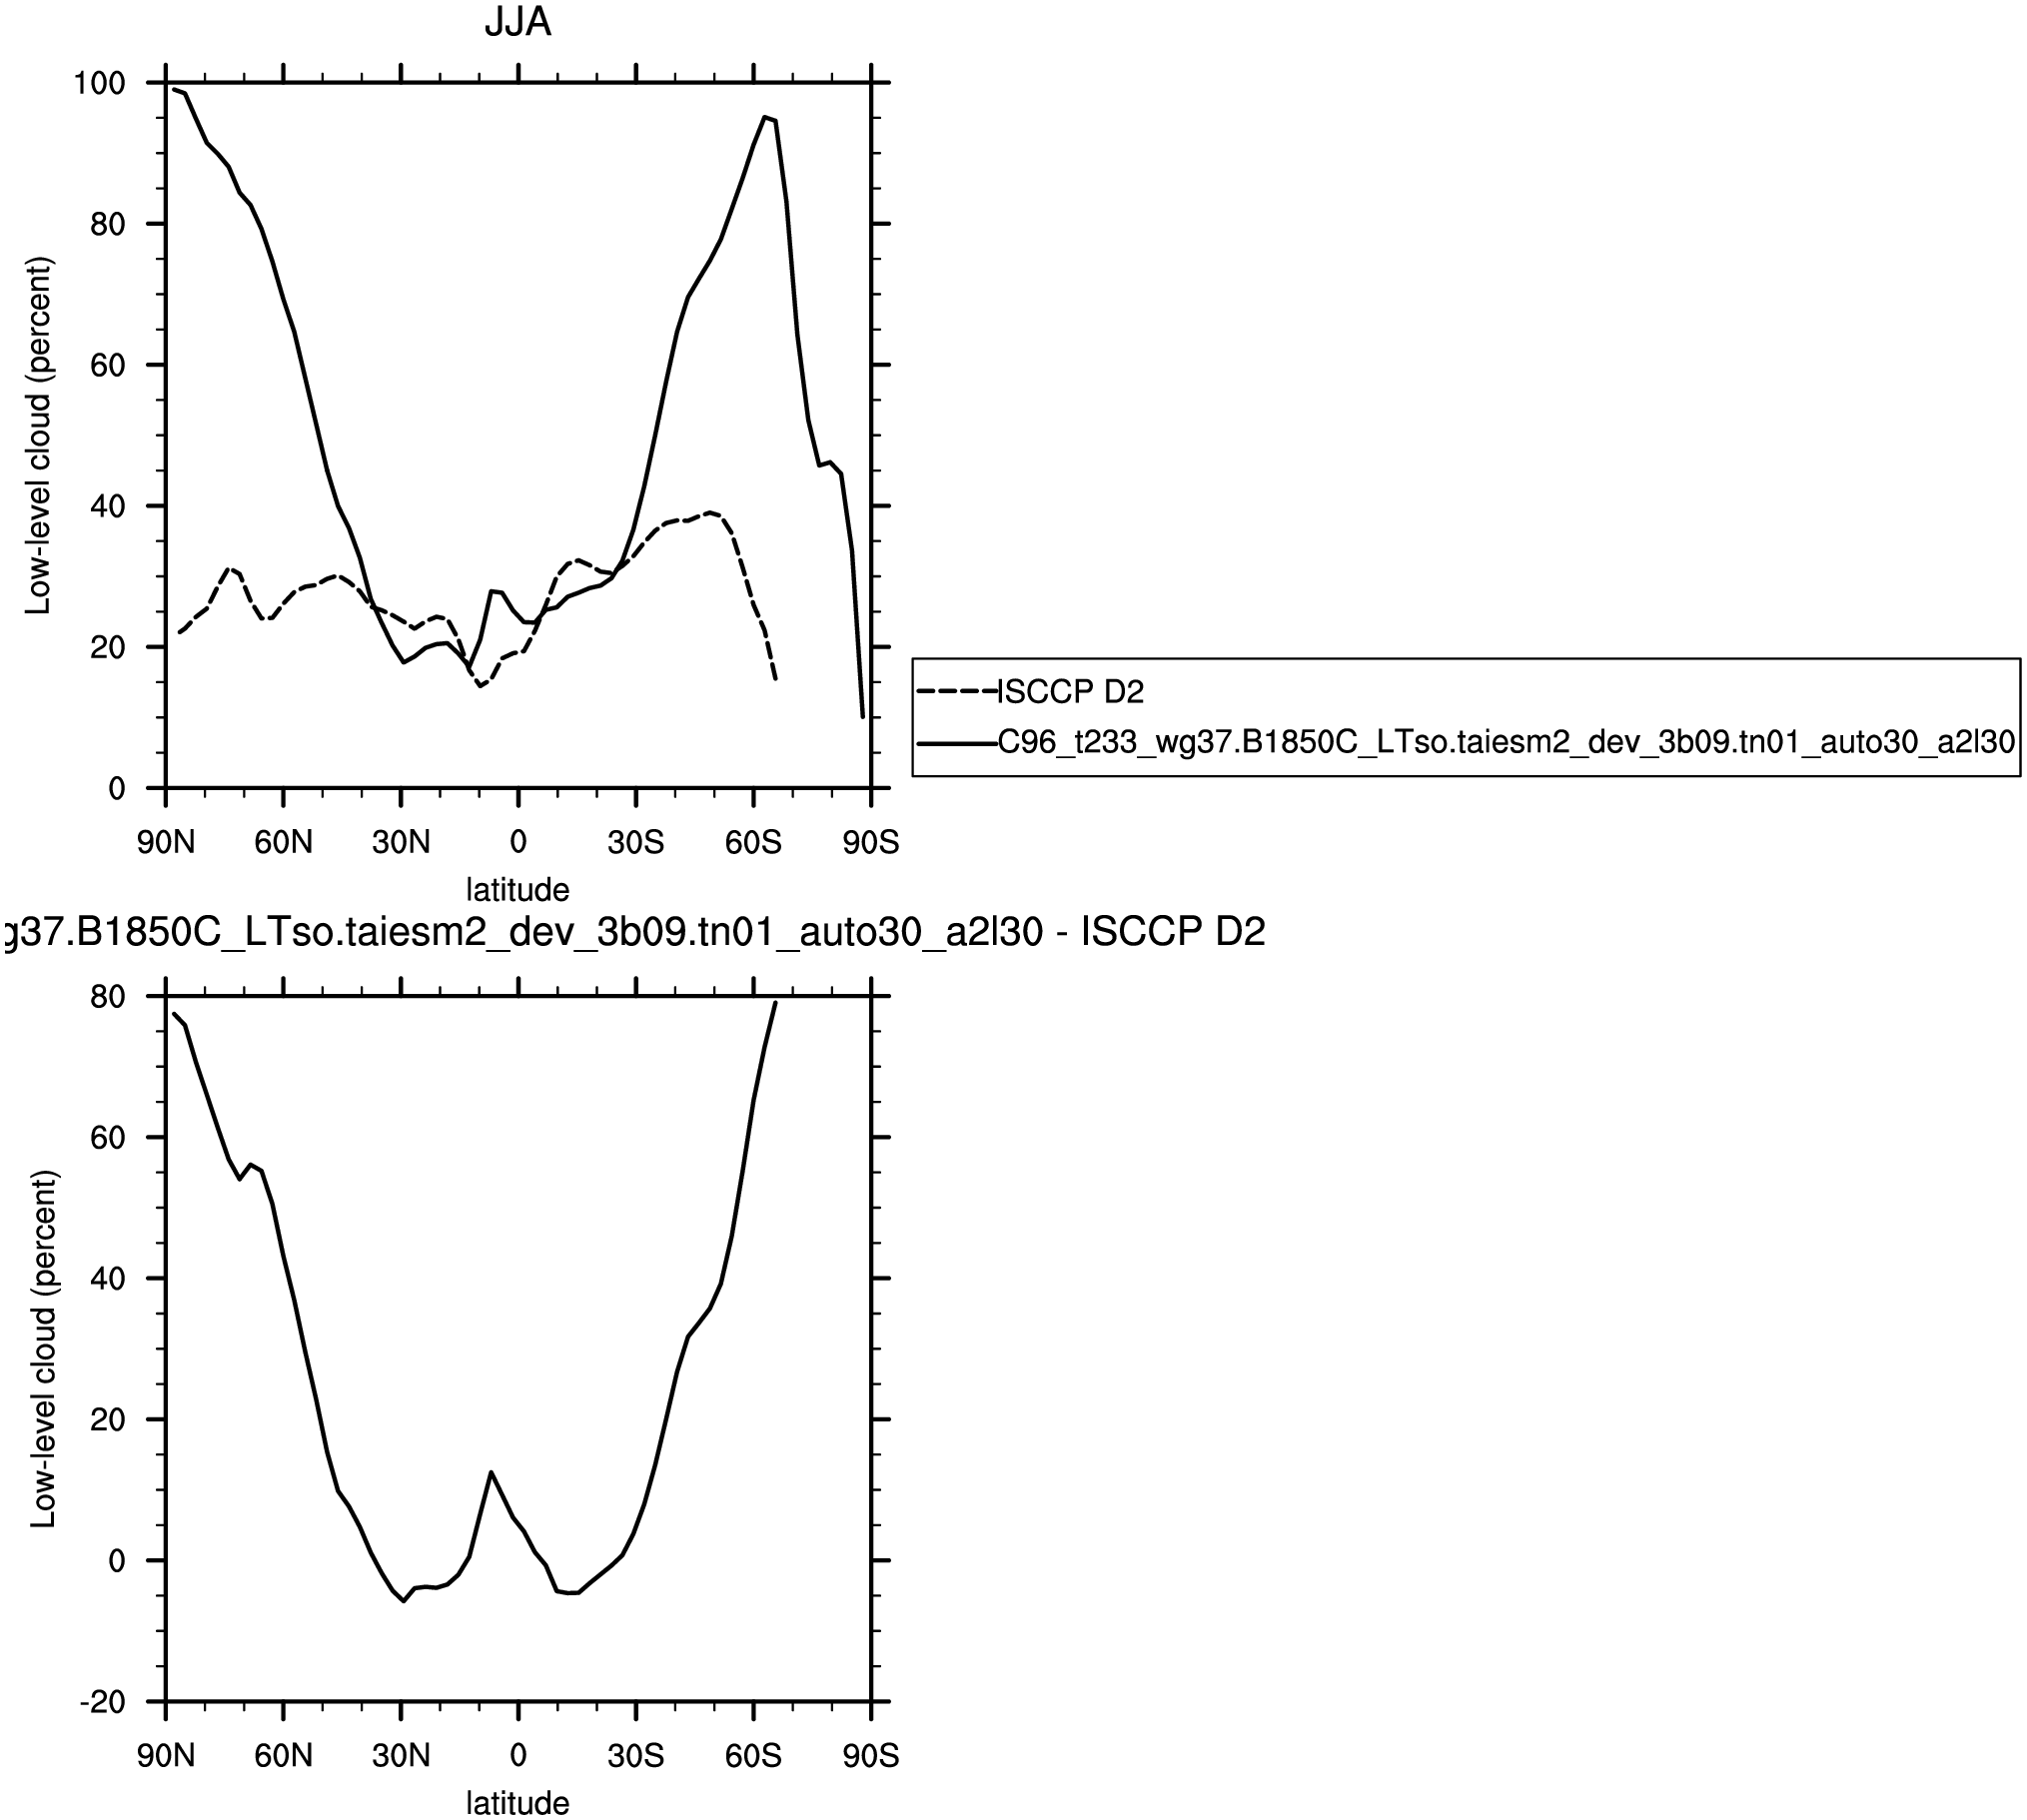 JJA
100
80
60
40
20
0
Low-level cloud (percent)
90N 60N 30N 0 30S 60S 90S
latitude
ISCCP D2
C96_t233_wg37.B1850C_LTso.taiesm2_dev_3b09.tn01_auto30_a2l30
g37.B1850C_LTso.taiesm2_dev_3b09.tn01_auto30_a2l30 - ISCCP D2
80
60
40
20
0
-20
Low-level cloud (percent)
90N 60N 30N 0 30S 60S 90S
latitude